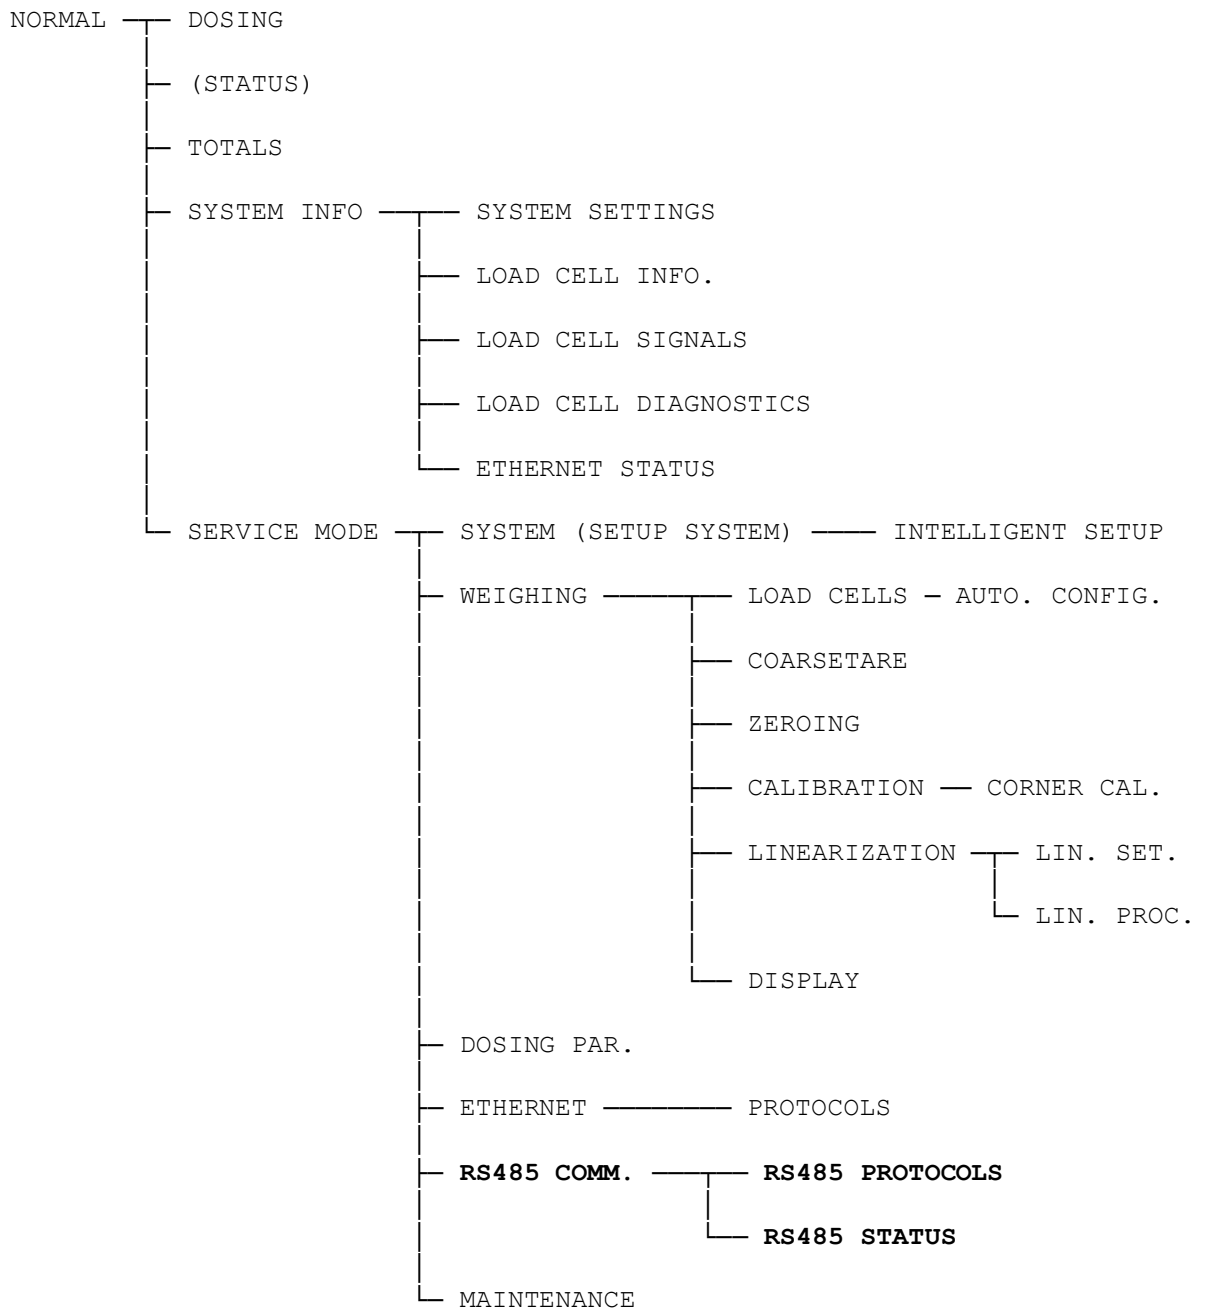 NORMAL DOSING
(STATUS)
TOTALS
SYSTEM INFO SYSTEM SETTINGS
LOAD CELL INFO.
LOAD CELL SIGNALS
LOAD CELL DIAGNOSTICS
ETHERNET STATUS
SERVICE MODE SYSTEM (SETUP SYSTEM) INTELLIGENT SETUP
WEIGHING LOAD CELLS AUTO. CONFIG.
COARSETARE
ZEROING
CALIBRATION CORNER CAL.
LINEARIZATION LIN. SET.
LIN. PROC.
DISPLAY
DOSING PAR.
ETHERNET PROTOCOLS
RS485 COMM. RS485 PROTOCOLS
RS485 STATUS
MAINTENANCE